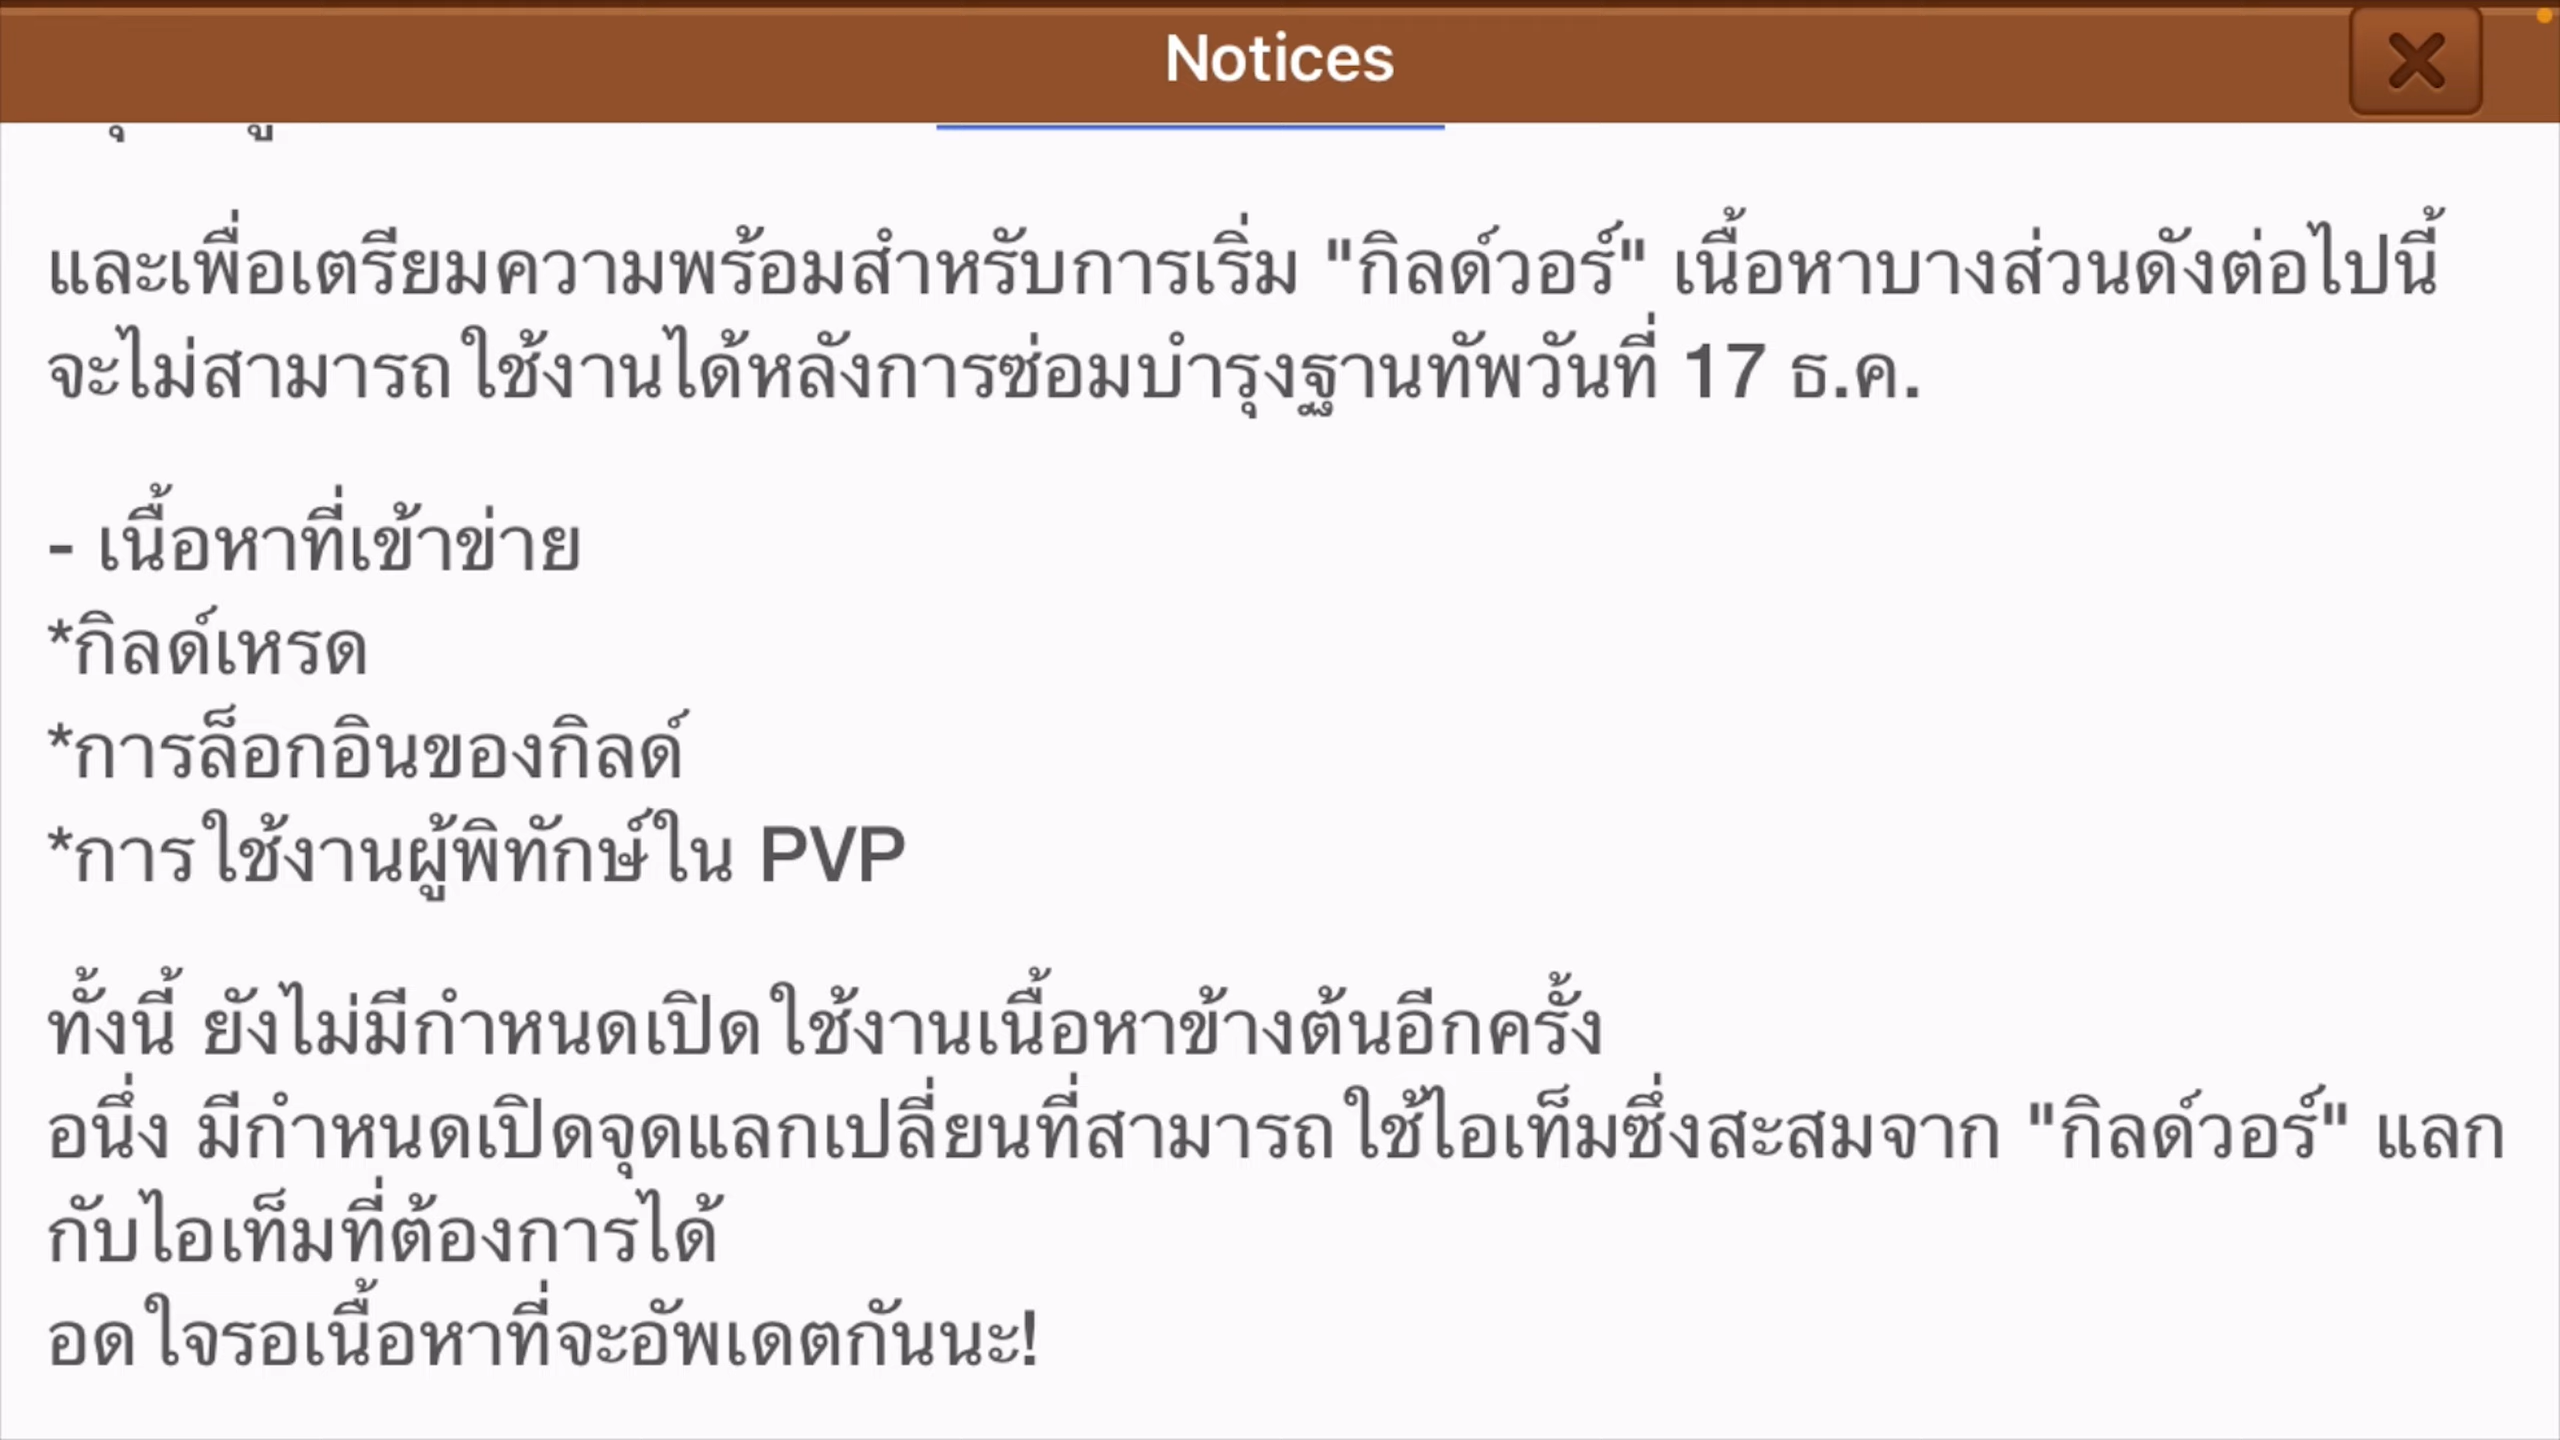 Notices
และเพื่อเตรียมความพร้อมสำหรับการเริ่ม "กิลด์วอร์" เนื้อหาบางส่วนดังต่อไปนี้
จะไม่สามารถใช้งานได้หลังการซ่อมบำรุงฐานทัพวันที่ 17 ธ.ค.
- เนื้อหาที่เข้าข่าย
*กิลด์เหรด
*การล็อกอินของกิลด์
*การใช้งานผู้พิทักษ์ใน PVP
ทั้งนี้ ยังไม่มีกำหนดเปิดใช้งานเนื้อหาข้างต้นอีกครั้ง
อนึ่ง มีกำหนดเปิดจุดแลกเปลี่ยนที่สามารถใช้ไอเท็มซึ่งสะสมจาก "กิลด์วอร์" แลก
กับไอเท็มที่ต้องการได้
อดใจรอเนื้อหาที่จะอัพเดตกันนะ!